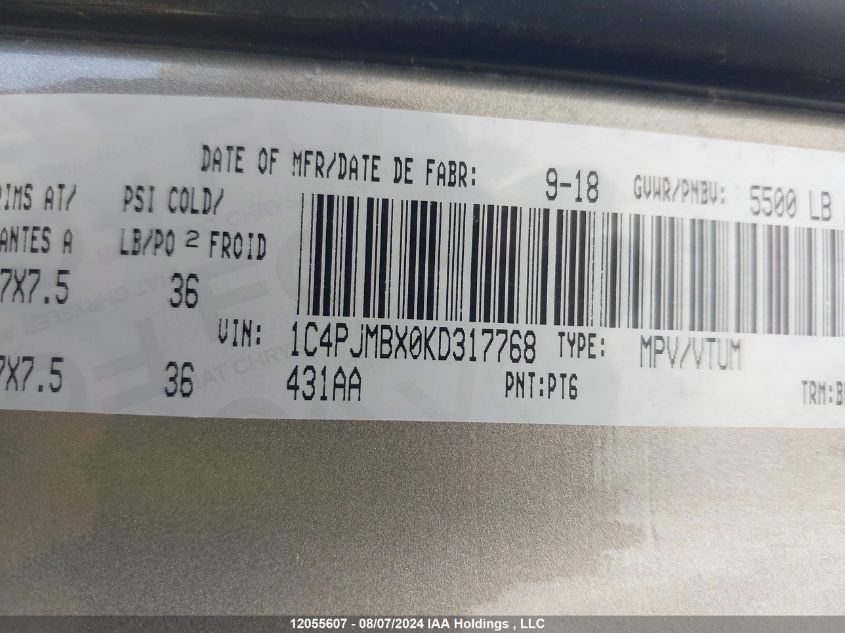 DATE OF MFR/DATE DE FABR: 9-18 GVWR/PNBV: 5500 LB
IMS AT/ PSI COLD/
ANTES A LB/PO 2 FROID
7X7.5 36
VIN: 1C4PJMBX0KD317768 TYPE: MPV/VTUM
7X7.5 36 431AA PNT:PT6 TRM:B
12055607 - 08/07/2024 IAA Holdings , LLC